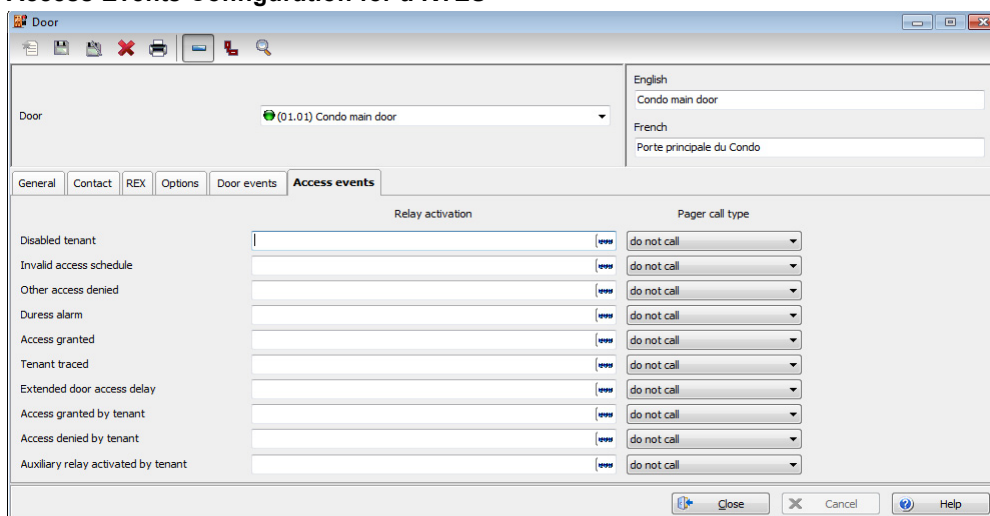 Access Events Configuration for a NTES
Door
English
Condo main door
Door
(01.01) Condo main door
French
Porte principale du Condo
General Contact REX Options Door events Access events
Relay activation Pager call type
Disabled tenant do not call
Invalid access schedule do not call
Other access denied do not call
Duress alarm do not call
Access granted do not call
Tenant traced do not call
Extended door access delay do not call
Access granted by tenant do not call
Access denied by tenant do not call
Auxiliary relay activated by tenant do not call
Close Cancel Help